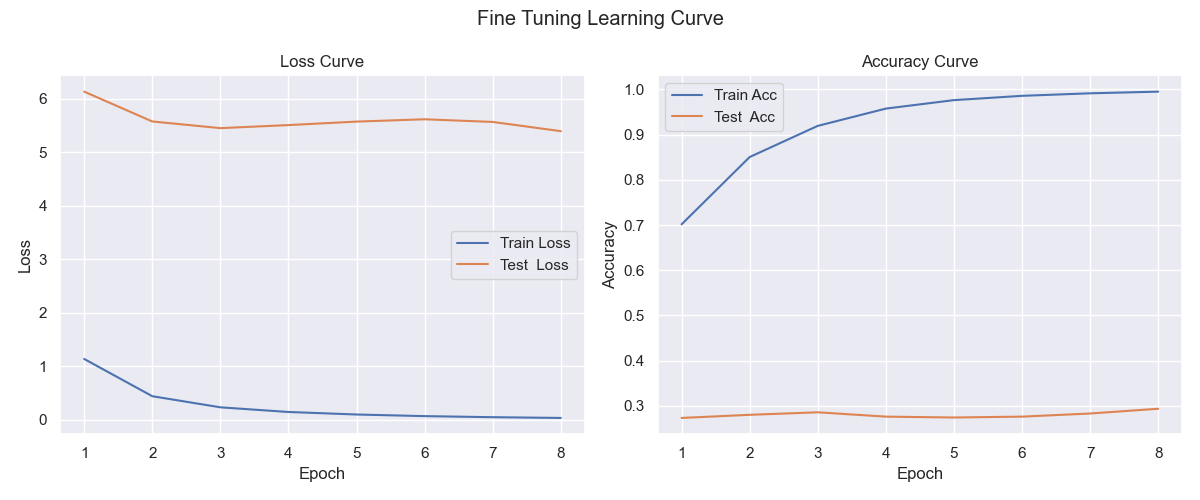 Fine Tuning Learning Curve
Loss Curve
6
5
4
3
2
1
0
Loss
Train Loss
Test  Loss
1 2 3 4 5 6 7 8
Epoch
Accuracy Curve
1.0
0.9
0.8
0.7
0.6
0.5
0.4
0.3
Accuracy
Train Acc
Test  Acc
1 2 3 4 5 6 7 8
Epoch